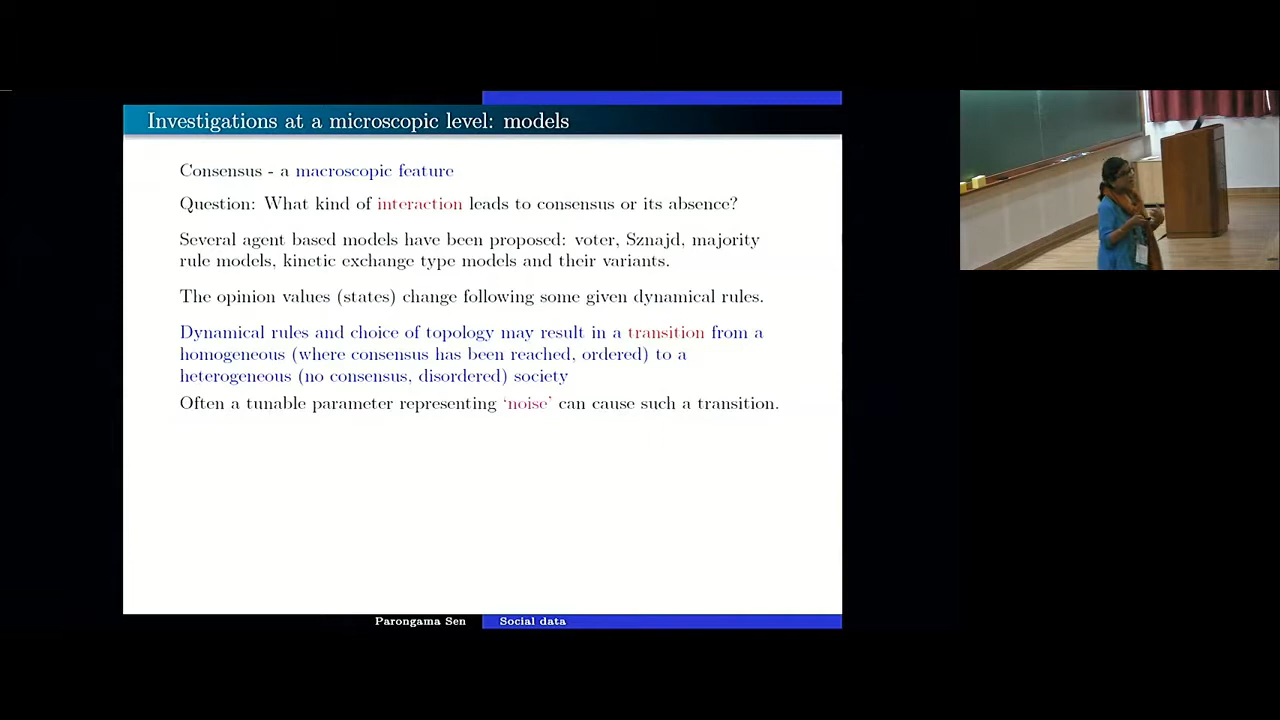 Investigations at a microscopic level: models
Consensus - a macroscopic feature
Question: What kind of interaction leads to consensus or its absence?
Several agent based models have been proposed: voter, Sznajd, majority
rule models, kinetic exchange type models and their variants.
The opinion values (states) change following some given dynamical rules.
Dynamical rules and choice of topology may result in a transition from a
homogeneous (where consensus has been reached, ordered) to a
heterogeneous (no consensus, disordered) society
Often a tunable parameter representing ‘noise’ can cause such a transition.
Parongama Sen
Social data